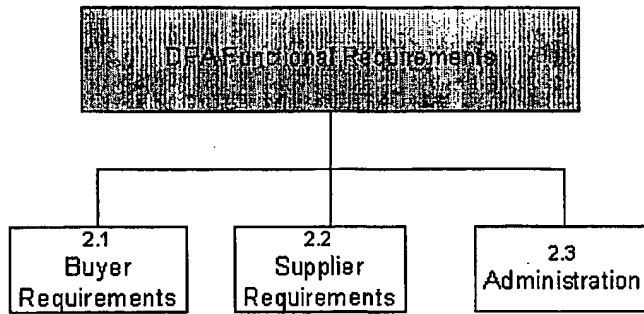 DFA Functional Requirements
2.1
Buyer
Requirements
2.2
Supplier
Requirements
2.3
Administration